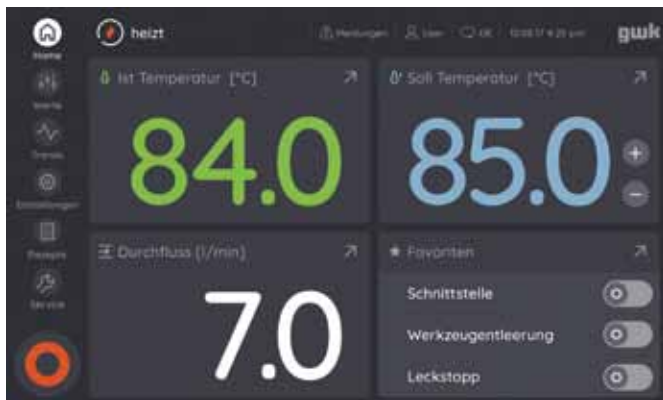 heizt
Meldungen
User
DE
gwk
Home
Ist Temperatur [°C]
Soll Temperatur [°C]
84.0
85.0
+
−
Werte
Trends
Einstellungen
Rezepte
Service
Durchfluss (l/min)
7.0
Favoriten
Schnittstelle
Werkzeugentleerung
Leckstopp